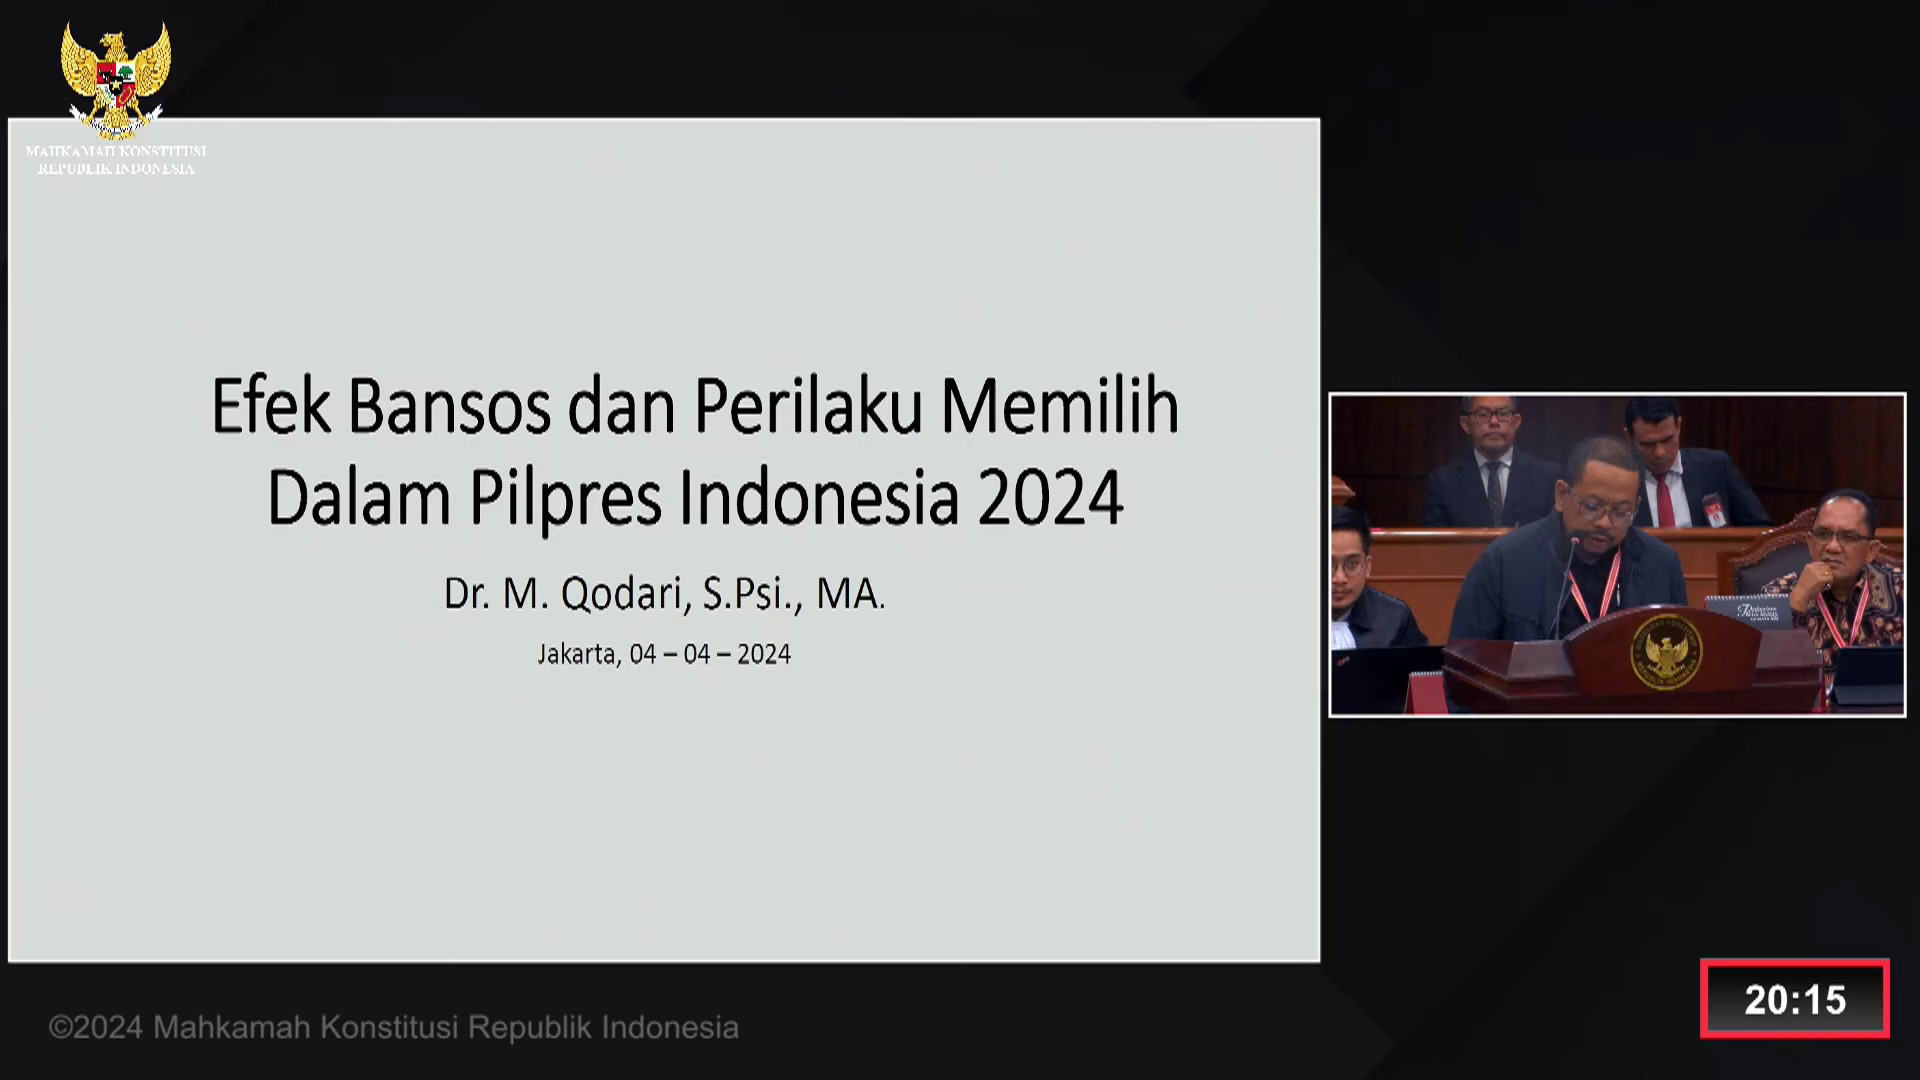 MAHKAMAH KONSTITUSI
REPUBLIK INDONESIA
Efek Bansos dan Perilaku Memilih
Dalam Pilpres Indonesia 2024
Dr. M. Qodari, S.Psi., MA.
Jakarta, 04 – 04 – 2024
20:15
©2024 Mahkamah Konstitusi Republik Indonesia